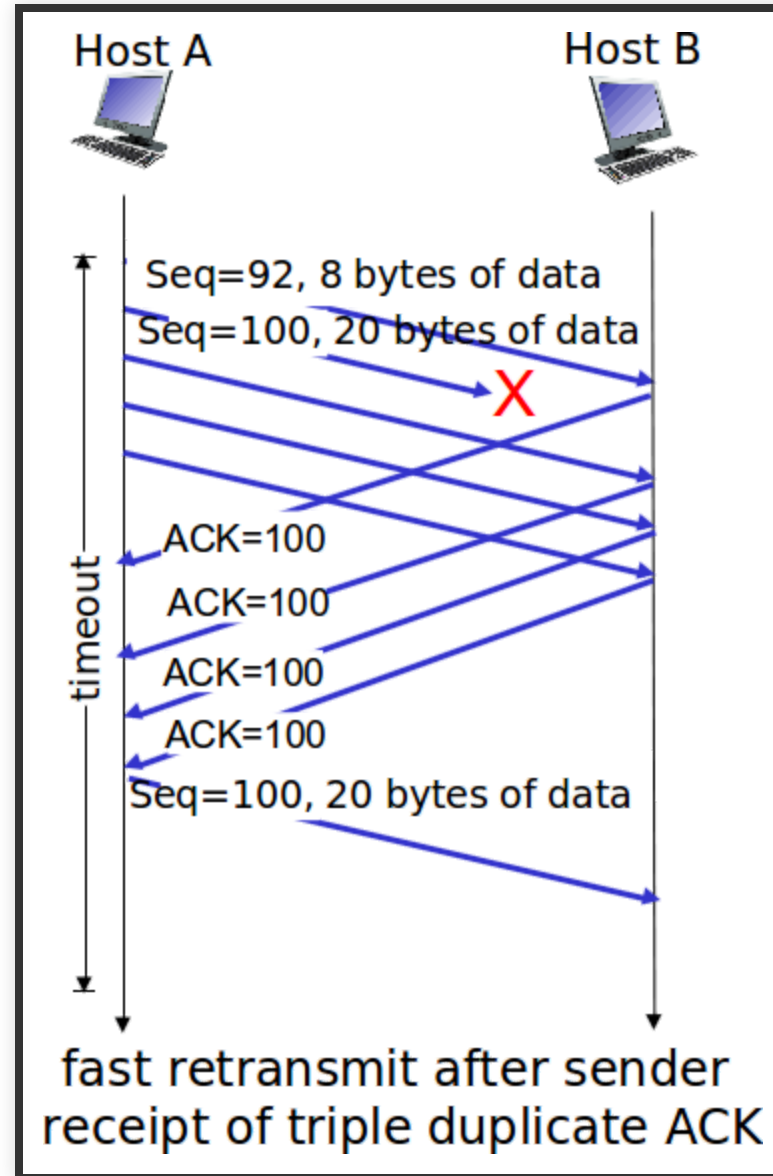 Host A
Host B
Seq=92, 8 bytes of data
Seq=100, 20 bytes of data
X
ACK=100
timeout
ACK=100
ACK=100
ACK=100
Seq=100, 20 bytes of data
fast retransmit after sender
receipt of triple duplicate ACK